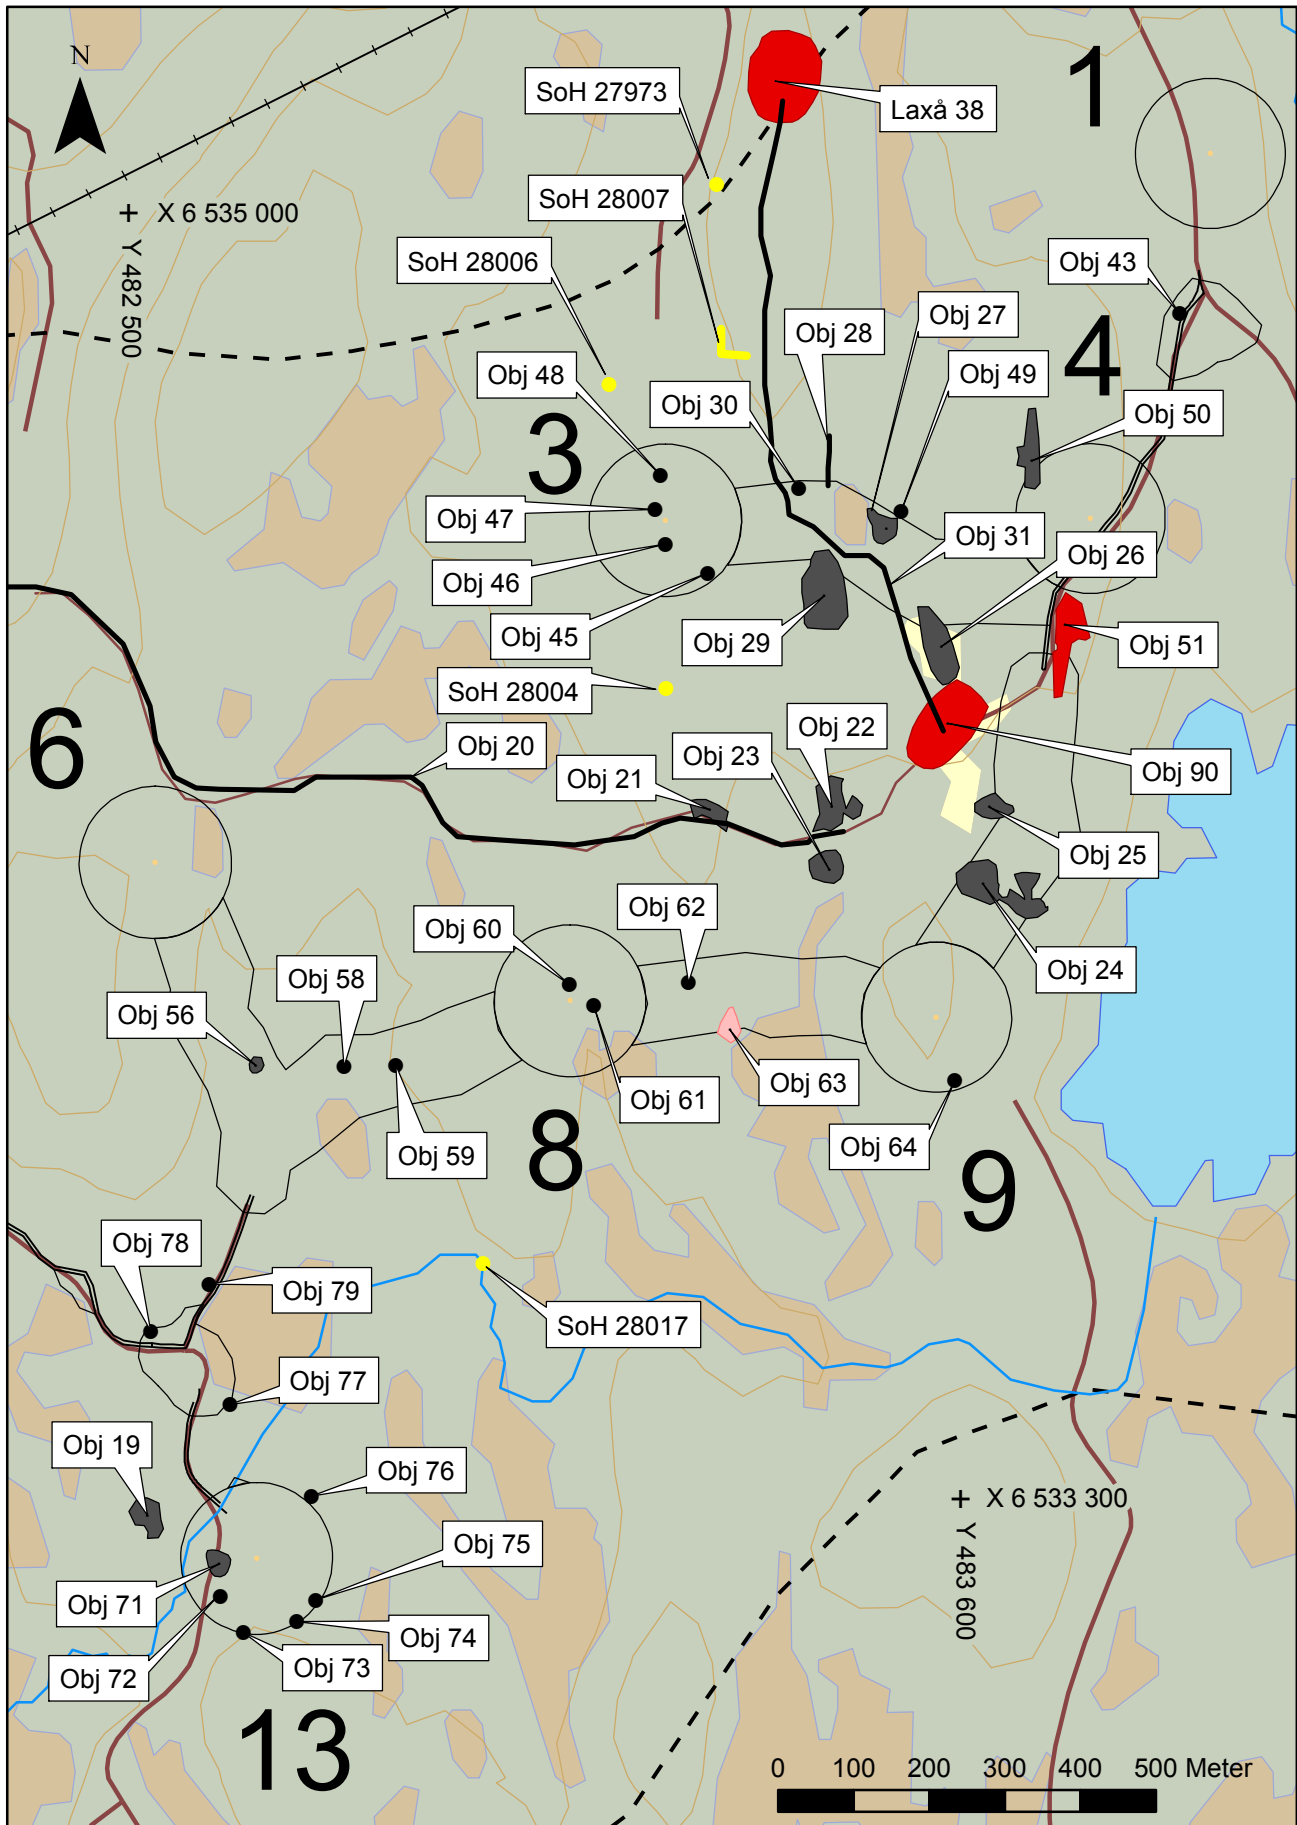 N
1
SoH 27973
Laxå 38
SoH 28007
X 6 535 000
Y 482 500
SoH 28006
Obj 43
Obj 28
Obj 27
4
Obj 48
Obj 49
Obj 30
Obj 50
3
Obj 47
Obj 31
Obj 26
Obj 46
Obj 45
Obj 29
Obj 51
SoH 28004
6
Obj 20
Obj 22
Obj 23
Obj 90
Obj 21
Obj 25
Obj 62
Obj 60
Obj 24
Obj 58
Obj 56
Obj 63
Obj 61
Obj 59
8
Obj 64
9
Obj 78
Obj 79
SoH 28017
Obj 77
Obj 19
Obj 76
X 6 533 300
Y 483 600
Obj 75
Obj 71
Obj 74
Obj 72
Obj 73
13
0 100 200 300 400 500 Meter